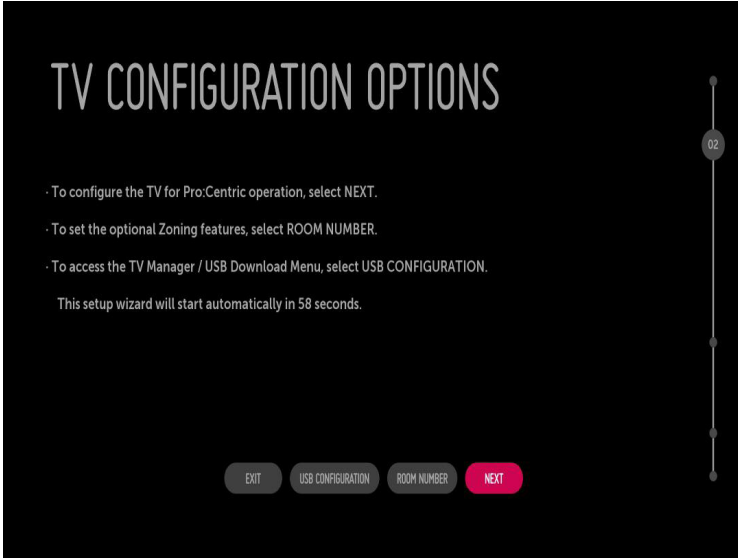 TV CONFIGURATION OPTIONS
02
· To configure the TV for Pro:Centric operation, select NEXT.
· To set the optional Zoning features, select ROOM NUMBER.
· To access the TV Manager / USB Download Menu, select USB CONFIGURATION.
This setup wizard will start automatically in 58 seconds.
EXIT USB CONFIGURATION ROOM NUMBER NEXT